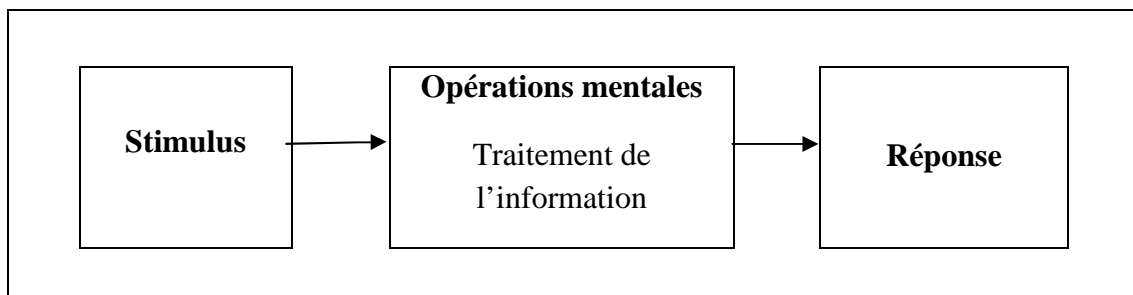 Stimulus
Opérations mentales
Traitement de
l’information
Réponse